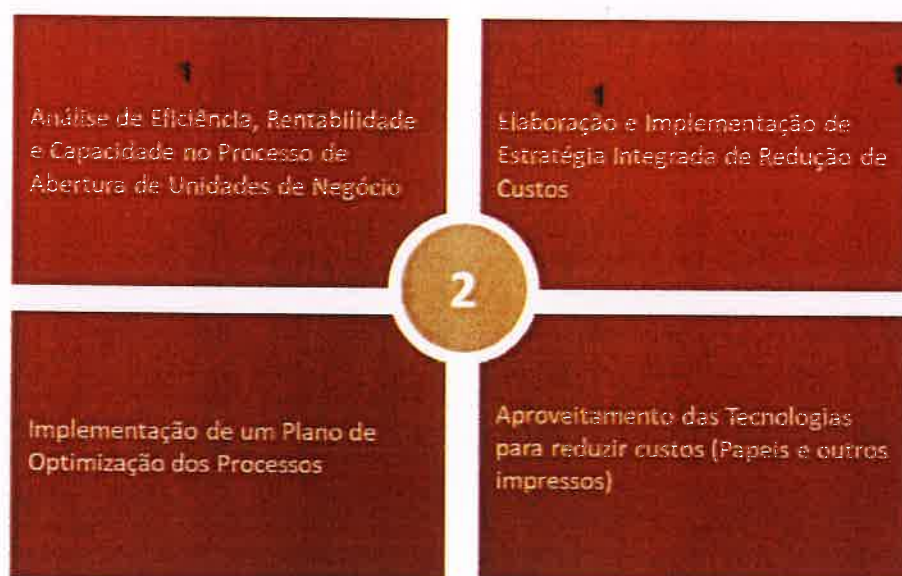 Análise de Eficiência, Rentabilidade
e Capacidade no Processo de
Abertura de Unidades de Negócio
Elaboração e Implementação de
Estratégia Integrada de Redução de
Custos
2
Implementação de um Plano de
Optimização dos Processos
Aproveitamento das Tecnologias
para reduzir custos (Papeis e outros
impressos)